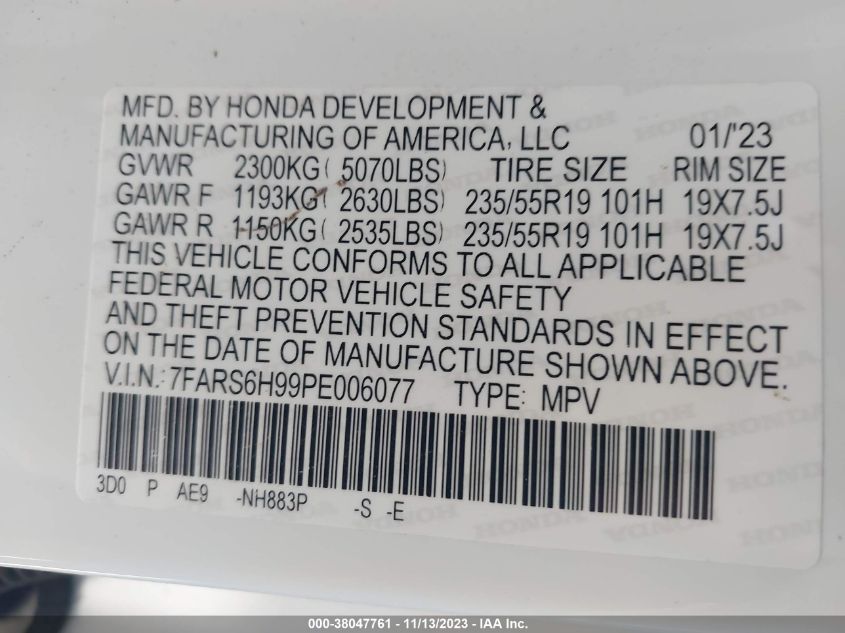 MFD. BY HONDA DEVELOPMENT &
MANUFACTURING OF AMERICA, LLC 01/'23
GVWR 2300KG( 5070LBS) TIRE SIZE RIM SIZE
GAWR F 1193KG( 2630LBS) 235/55R19 101H 19X7.5J
GAWR R 1150KG( 2535LBS) 235/55R19 101H 19X7.5J
THIS VEHICLE CONFORMS TO ALL APPLICABLE
FEDERAL MOTOR VEHICLE SAFETY
AND THEFT PREVENTION STANDARDS IN EFFECT
ON THE DATE OF MANUFACTURE SHOWN ABOVE.
V.I.N.: 7FARS6H99PE006077 TYPE: MPV
3D0 P AE9 -NH883P -S -E
000-38047761 - 11/13/2023 - IAA Inc.